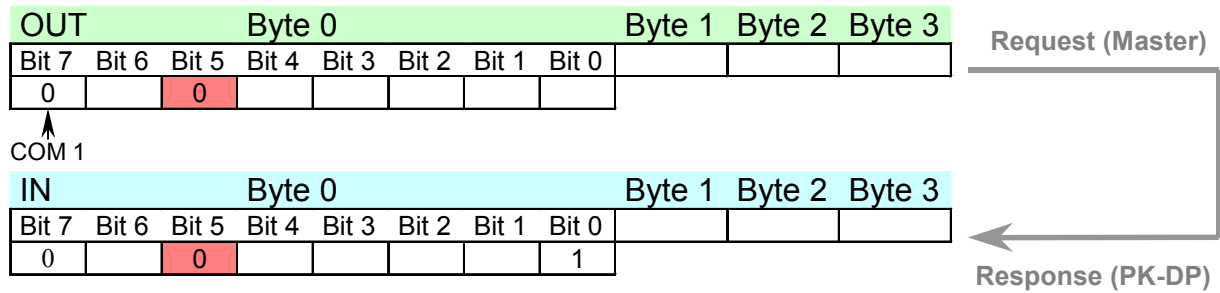 OUT Byte 0 Byte 1 Byte 2 Byte 3
Request (Master)
Bit 7 Bit 6 Bit 5 Bit 4 Bit 3 Bit 2 Bit 1 Bit 0
0 0
COM 1
IN Byte 0 Byte 1 Byte 2 Byte 3
Bit 7 Bit 6 Bit 5 Bit 4 Bit 3 Bit 2 Bit 1 Bit 0
0 0 1
Response (PK-DP)